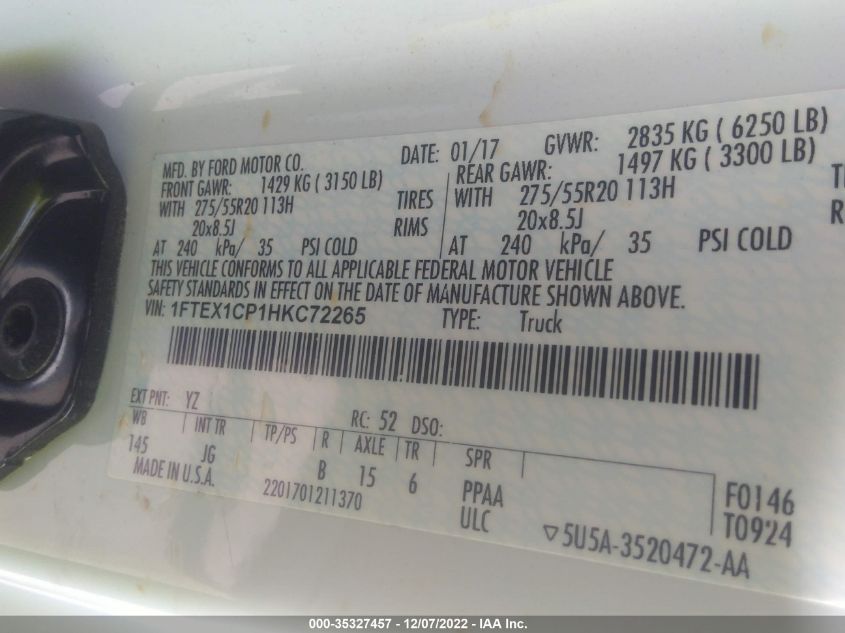 MFD. BY FORD MOTOR CO.
DATE: 01/17 GVWR: 2835 KG ( 6250 LB)
FRONT GAWR: 1429 KG ( 3150 LB)
WITH 275/55R20 113H TIRES
20x8.5J RIMS
AT 240 kPa/ 35 PSI COLD
REAR GAWR: 1497 KG ( 3300 LB)
WITH 275/55R20 113H
20x8.5J
AT 240 kPa/ 35 PSI COLD
THIS VEHICLE CONFORMS TO ALL APPLICABLE FEDERAL MOTOR VEHICLE
SAFETY STANDARDS IN EFFECT ON THE DATE OF MANUFACTURE SHOWN ABOVE.
VIN: 1FTEX1CP1HKC72265 TYPE: Truck
EXT PNT: YZ RC: 52 DSO:
WB INT TR TP/PS R AXLE TR SPR
145 JG B 15 6 PPAA
MADE IN U.S.A. 2201701211370 ULC
F0146
T0924
5U5A-3520472-AA
000-35327457 - 12/07/2022 - IAA Inc.